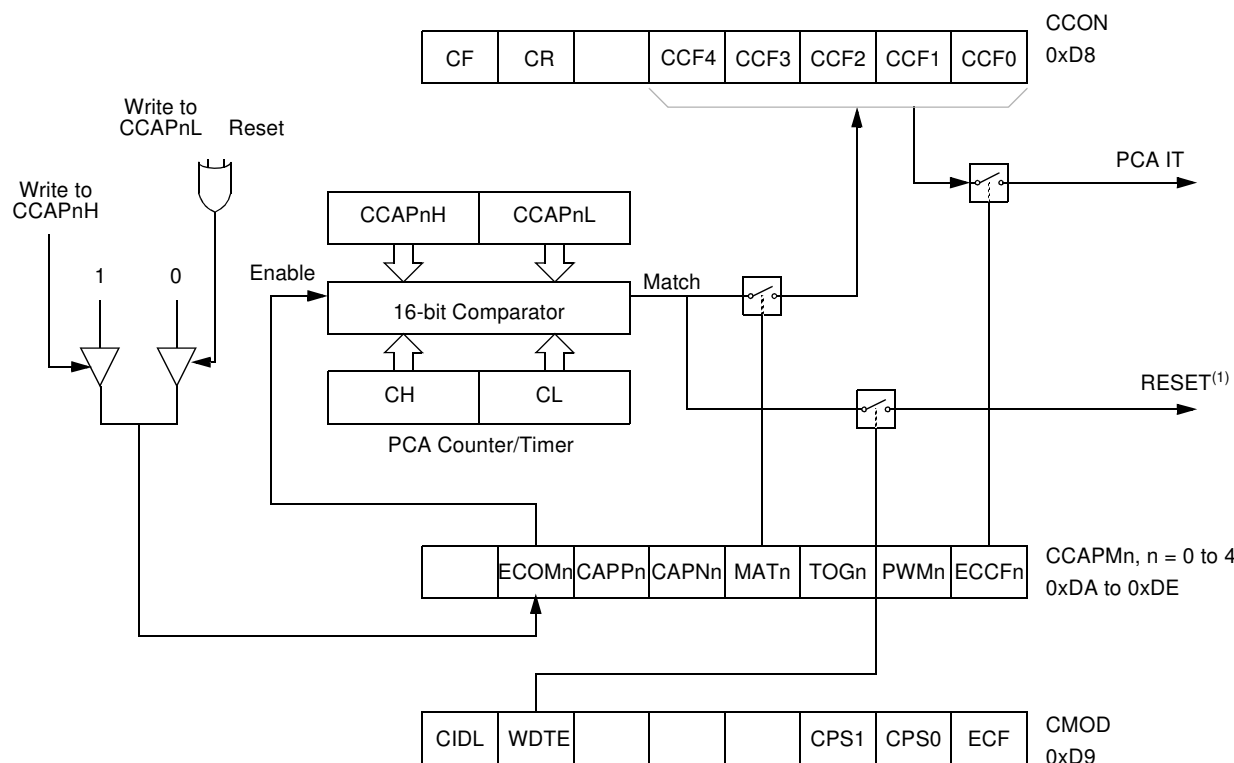 CCON
0xD8
CF CR CCF4 CCF3 CCF2 CCF1 CCF0
Write to
CCAPnL Reset
PCA IT
Write to
CCAPnH
CCAPnH CCAPnL
1 0 Enable Match
16-bit Comparator
CH CL
RESET(1)
PCA Counter/Timer
ECOMn CAPPn CAPNn MATn TOGn PWMn ECCFn
CCAPMn, n = 0 to 4
0xDA to 0xDE
CIDL WDTE CPS1 CPS0 ECF
CMOD
0xD9